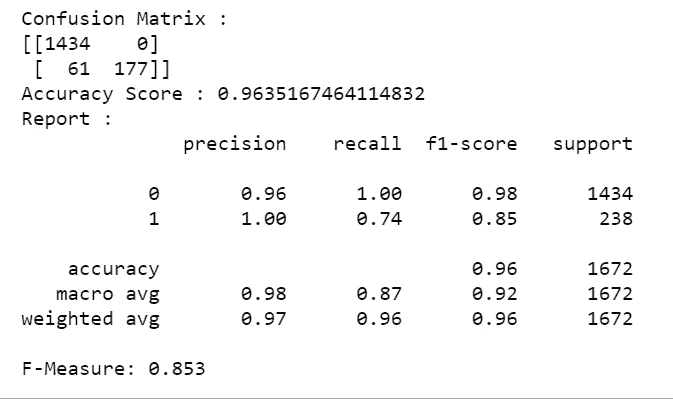 Confusion Matrix :
[[1434    0]
 [  61  177]]
Accuracy Score : 0.9635167464114832
Report :
              precision    recall  f1-score   support

           0       0.96      1.00      0.98      1434
           1       1.00      0.74      0.85       238

    accuracy                           0.96      1672
   macro avg       0.98      0.87      0.92      1672
weighted avg       0.97      0.96      0.96      1672

F-Measure: 0.853